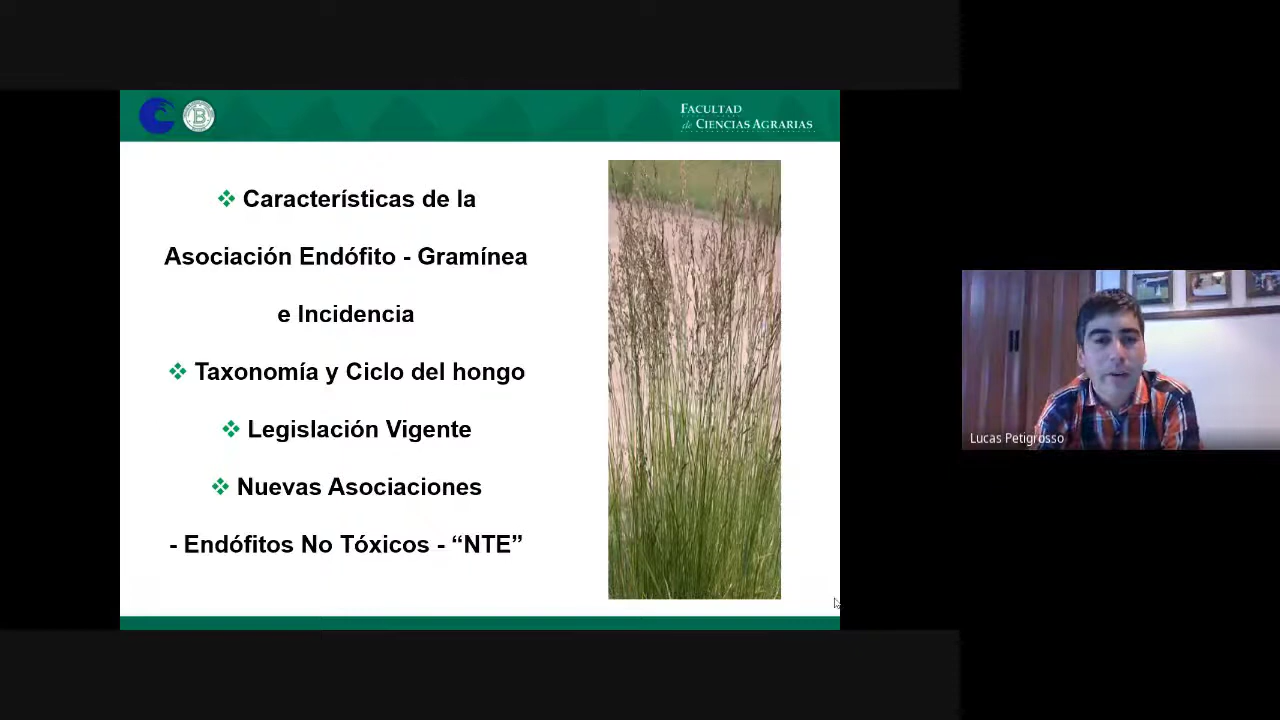 FACULTAD
de CIENCIAS AGRARIAS
B
❖ Características de la
Asociación Endófito - Gramínea
e Incidencia
❖ Taxonomía y Ciclo del hongo
❖ Legislación Vigente
❖ Nuevas Asociaciones
- Endófitos No Tóxicos - “NTE”
Lucas Petigrosso